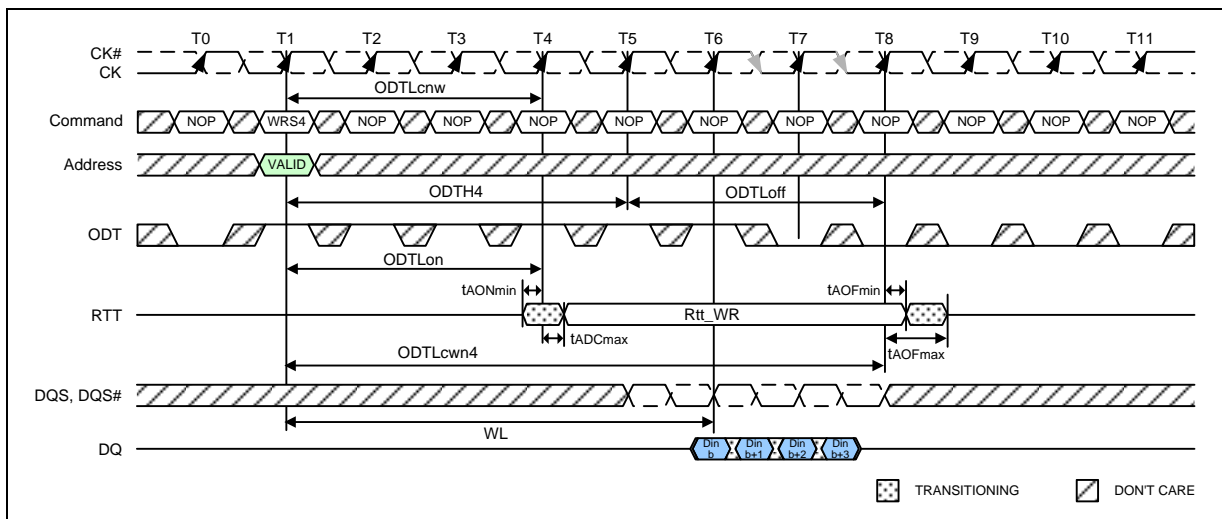 T0 T1 T2 T3 T4 T5 T6 T7 T8 T9 T10 T11
CK#
CK
ODTLcnw
Command NOP WRS4 NOP NOP NOP NOP NOP NOP NOP NOP NOP NOP
Address VALID
ODTH4 ODTLoff
ODT
ODTLon
tAONmin tAOFmin
RTT Rtt_WR
tADCmax tAOFmax
ODTLcwn4
DQS, DQS#
WL
DQ Din b Din b+1 Din b+2 Din b+3
TRANSITIONING DON'T CARE